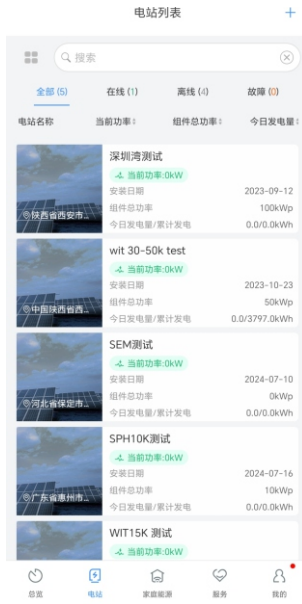 电站列表
搜索
全部 (5) 在线 (1) 离线 (4) 故障 (0)
电站名称 当前功率 组件总功率 今日发电量
深圳湾测试
当前功率:0kW
安装日期 2023-09-12
组件总功率 100kWp
今日发电量/累计发电 0.0/0.0kWh
陕西省西安市...
wit 30-50k test
当前功率:0kW
安装日期 2023-10-23
组件总功率 50kWp
今日发电量/累计发电 0.0/3797.0kWh
中国陕西省西...
SEM测试
当前功率:0kW
安装日期 2024-07-10
组件总功率 0kWp
今日发电量/累计发电 0.0/0.0kWh
河北省保定市...
SPH10K测试
当前功率:0kW
安装日期 2024-07-16
组件总功率 10kWp
今日发电量/累计发电 0.0/0.0kWh
广东省惠州市...
WIT15K 测试
当前功率:0kW
总览 电站 家庭能源 服务 我的